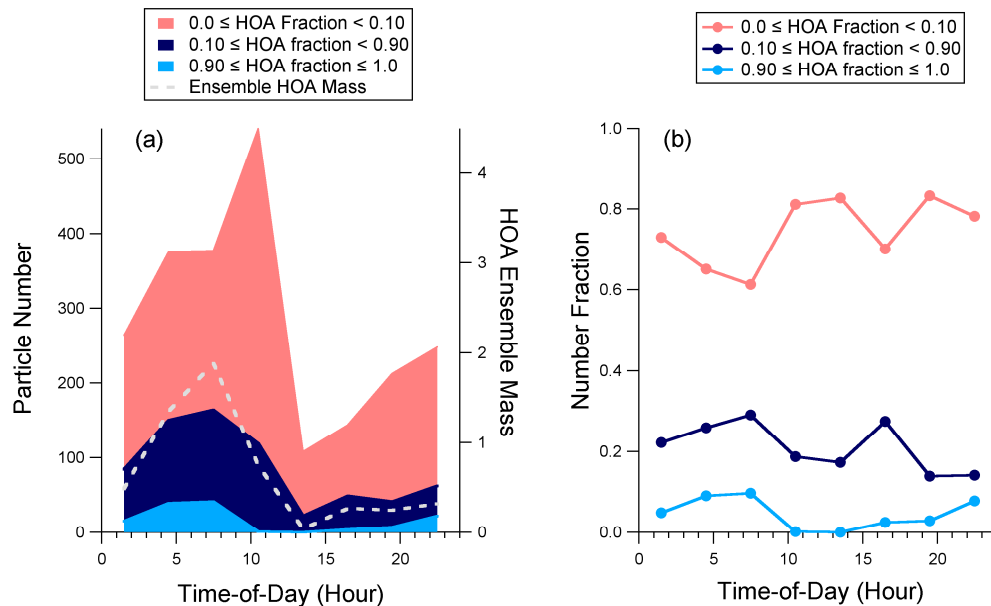 0.0 ≤ HOA Fraction < 0.10
0.10 ≤ HOA fraction < 0.90
0.90 ≤ HOA fraction ≤ 1.0
Ensemble HOA Mass
(a)
500
400
300
200
100
0
Particle Number
4
3
2
1
0
HOA Ensemble Mass
0 5 10 15 20
Time-of-Day (Hour)
0.0 ≤ HOA Fraction < 0.10
0.10 ≤ HOA fraction < 0.90
0.90 ≤ HOA fraction ≤ 1.0
(b)
1.0
0.8
0.6
0.4
0.2
0.0
Number Fraction
0 5 10 15 20
Time-of-Day (Hour)